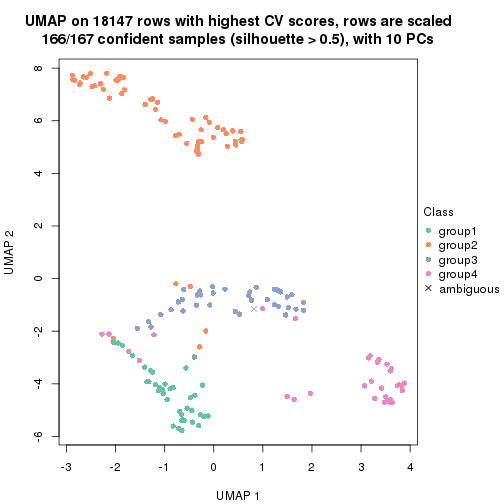 UMAP on 18147 rows with highest CV scores, rows are scaled
166/167 confident samples (silhouette > 0.5), with 10 PCs
8
6
4
2
0
-2
-4
-6
UMAP 2
-3 -2 -1 0 1 2 3 4
UMAP 1
Class
group1
group2
group3
group4
ambiguous